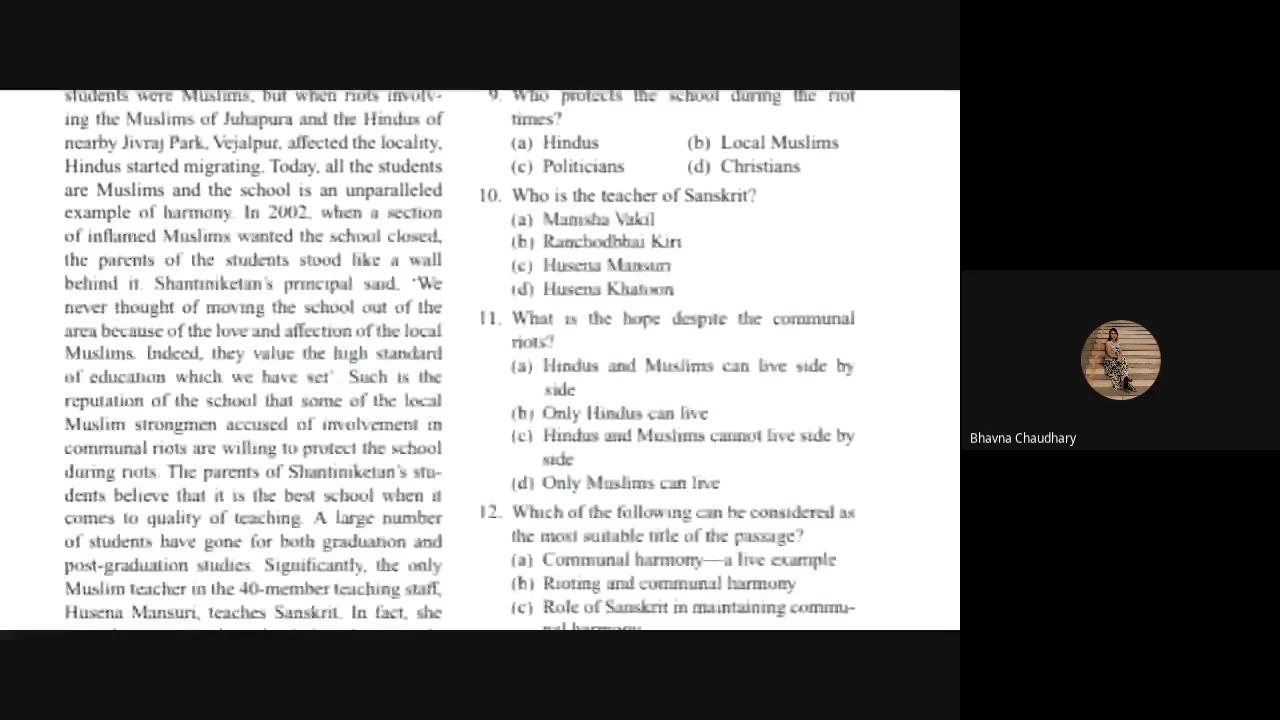 students were Muslims, but when riots involv-
ing the Muslims of Juhapura and the Hindus of
nearby Jivraj Park, Vejalpur, affected the locality,
Hindus started migrating. Today, all the students
are Muslims and the school is an unparalleled
example of harmony. In 2002, when a section
of inflamed Muslims wanted the school closed,
the parents of the students stood like a wall
behind it. Shantiniketan's principal said, 'We
never thought of moving the school out of the
area because of the love and affection of the local
Muslims. Indeed, they value the high standard
of education which we have set'. Such is the
reputation of the school that some of the local
Muslim strongmen accused of involvement in
communal riots are willing to protect the school
during riots. The parents of Shantiniketan's stu-
dents believe that it is the best school when it
comes to quality of teaching. A large number
of students have gone for both graduation and
post-graduation studies. Significantly, the only
Muslim teacher in the 40-member teaching staff,
Husena Mansuri, teaches Sanskrit. In fact, she
9. Who protects the school during the riot
times?
(a) Hindus (b) Local Muslims
(c) Politicians (d) Christians
10. Who is the teacher of Sanskrit?
(a) Manisha Vakil
(b) Ranchodbhai Kiri
(c) Husena Mansuri
(d) Husena Khatoon
11. What is the hope despite the communal
riots?
(a) Hindus and Muslims can live side by
side
(b) Only Hindus can live
(c) Hindus and Muslims cannot live side by
side
(d) Only Muslims can live
12. Which of the following can be considered as
the most suitable title of the passage?
(a) Communal harmony—a live example
(b) Rioting and communal harmony
(c) Role of Sanskrit in maintaining commu-
nal harmony
Bhavna Chaudhary